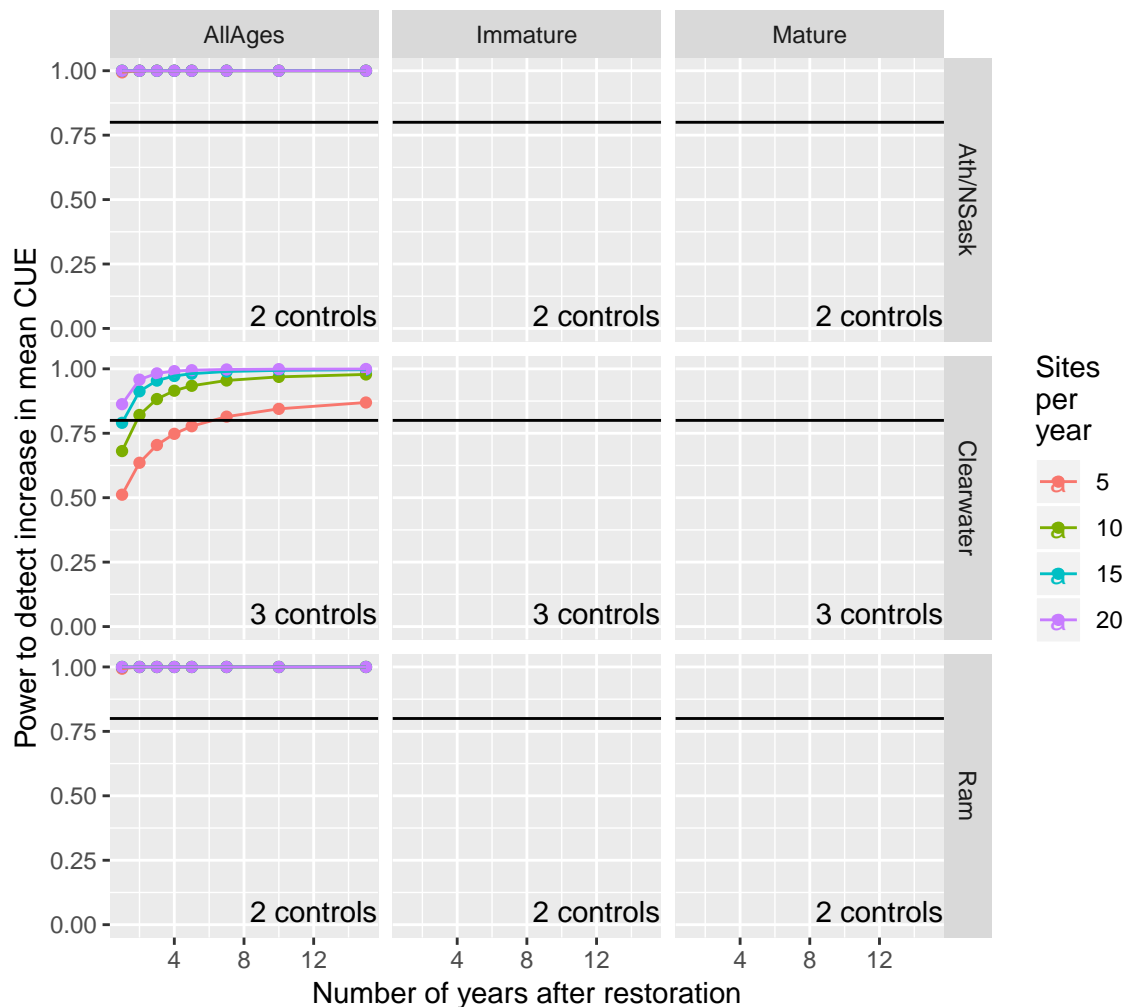 AllAges Immature Mature
Power to detect increase in mean CUE
1.00
0.75
0.50
0.25
0.00
2 controls 2 controls 2 controls
Ath/NSask
1.00
0.75
0.50
0.25
0.00
3 controls 3 controls 3 controls
Clearwater
1.00
0.75
0.50
0.25
0.00
2 controls 2 controls 2 controls
Ram
4 12 4 8 12 4 8 12
Number of years after restoration
Sites
per
year
a 5
a 10
a 15
a 20